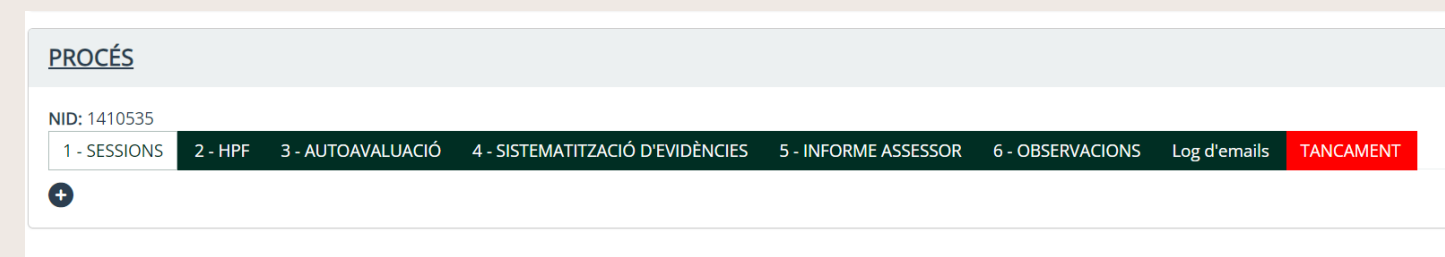 PROCÉS
NID: 1410535
1 - SESSIONS 2 - HPF 3 - AUTOAVALUACIÓ 4 - SISTEMATITZACIÓ D'EVIDÈNCIES 5 - INFORME ASSESSOR 6 - OBSERVACIONS Log d'emails TANCAMENT